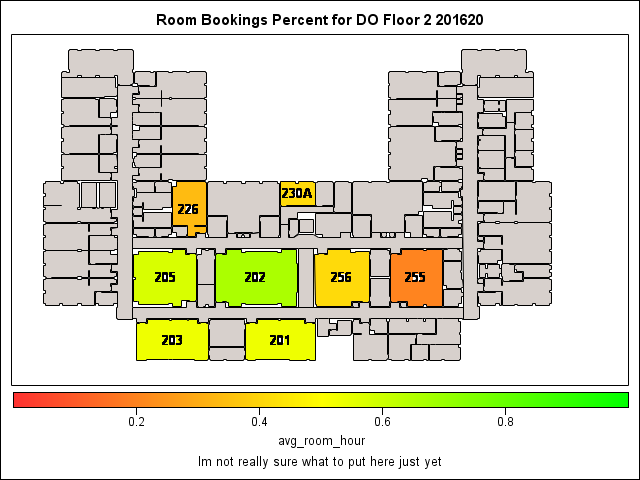 Room Bookings Percent for DO Floor 2 201620
230A
226
205
202
256
255
203
201
0.2 0.4 0.6 0.8
avg_room_hour
Im not really sure what to put here just yet